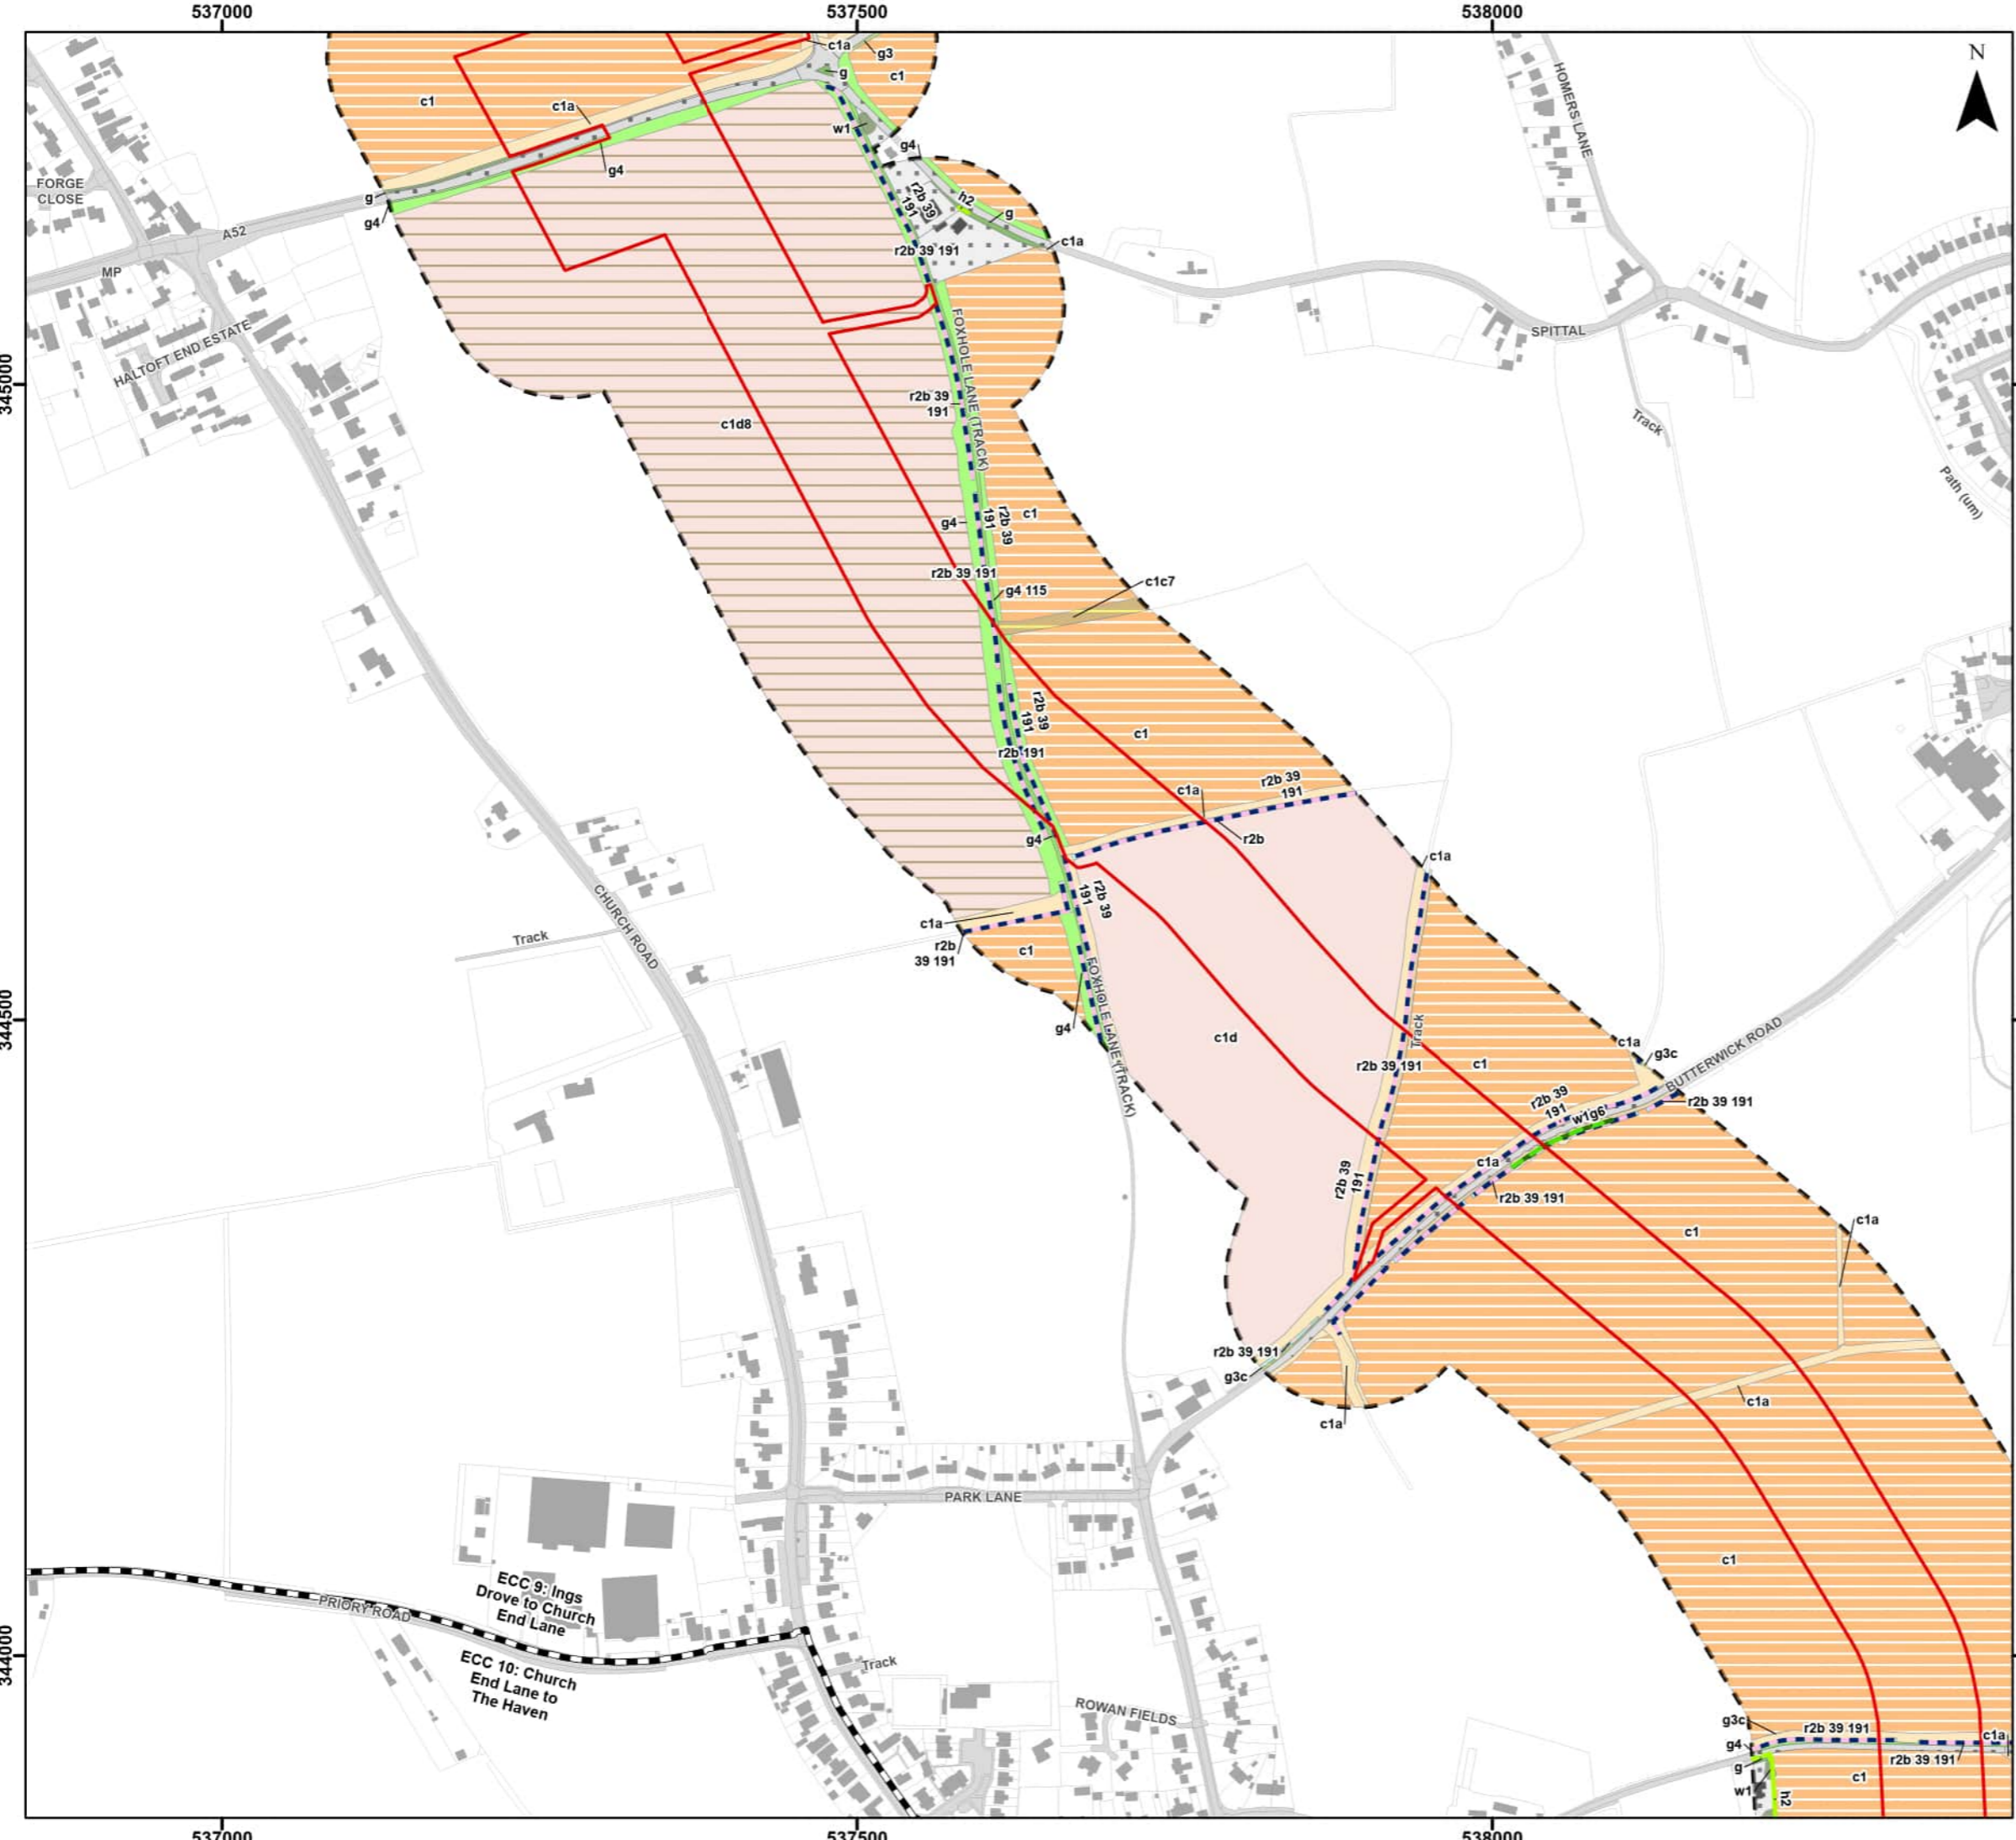 537000
537500
538000
N
c1a
g3
g
c1
c1
c1a
w1
g4
g4
HOMERS LANE
FORGE
CLOSE
g
g4
A52
MP
r2b 39
191
h2
g
c1a
r2b 39 191
HALTOFT END ESTATE
SPITTAL
345000
FOXHOLE LANE (TRACK)
r2b 39
191
c1d8
Track
Path (um)
g4
r2b 39
191
c1
r2b 39 191
g4 115
c1c7
r2b 39
191
r2b 191
c1
c1a
r2b 39
191
r2b
g4
c1a
r2b 39
191
CHURCH ROAD
Track
c1a
r2b
39 191
c1
344500
g4
FOXHOLE LANE (TRACK)
c1d
Track
r2b 39 191
c1
c1a
g3c
BUTTERWICK ROAD
r2b 39
191
w1g6
r2b 39 191
c1a
r2b 39
191
r2b 39 191
c1
c1a
r2b 39 191
g3c
c1a
c1a
PARK LANE
c1
ECC 9: Ings
Drove to Church
End Lane
PRIORY ROAD
ECC 10: Church
End Lane to
The Haven
344000
Track
ROWAN FIELDS
g3c
r2b 39 191
c1a
g4
r2b 39 191
g
c1
w1
h2
537000
537500
538000